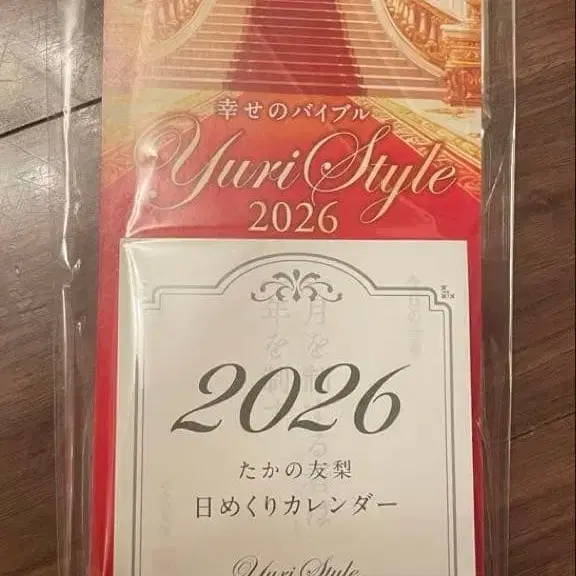 幸せのバイブル
Yuri Style
2026
2026
たかの友梨
日めくりカレンダー
Yuri Style